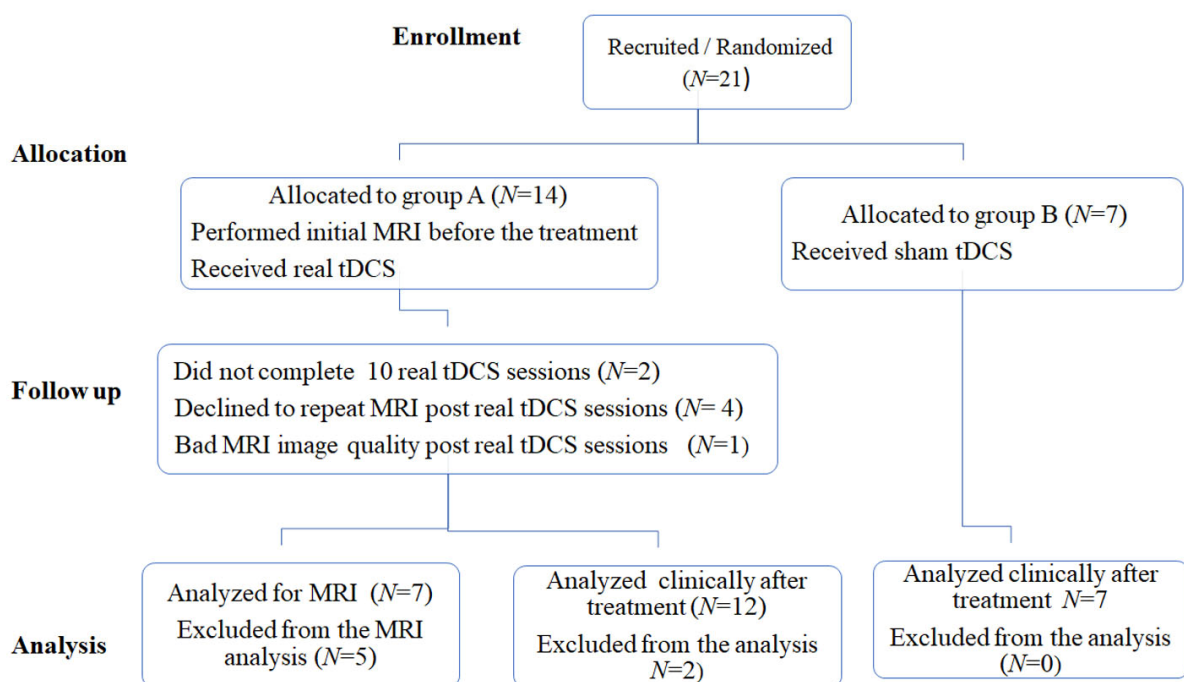 Enrollment
Recruited / Randomized
(N=21)
Allocation
Allocated to group A (N=14)
Performed initial MRI before the treatment
Received real tDCS
Allocated to group B (N=7)
Received sham tDCS
Follow up
Did not complete 10 real tDCS sessions (N=2)
Declined to repeat MRI post real tDCS sessions (N= 4)
Bad MRI image quality post real tDCS sessions (N=1)
Analysis
Analyzed for MRI (N=7)
Excluded from the MRI
analysis (N=5)
Analyzed clinically after
treatment (N=12)
Excluded from the analysis
N=2)
Analyzed clinically after
treatment N=7
Excluded from the analysis
(N=0)